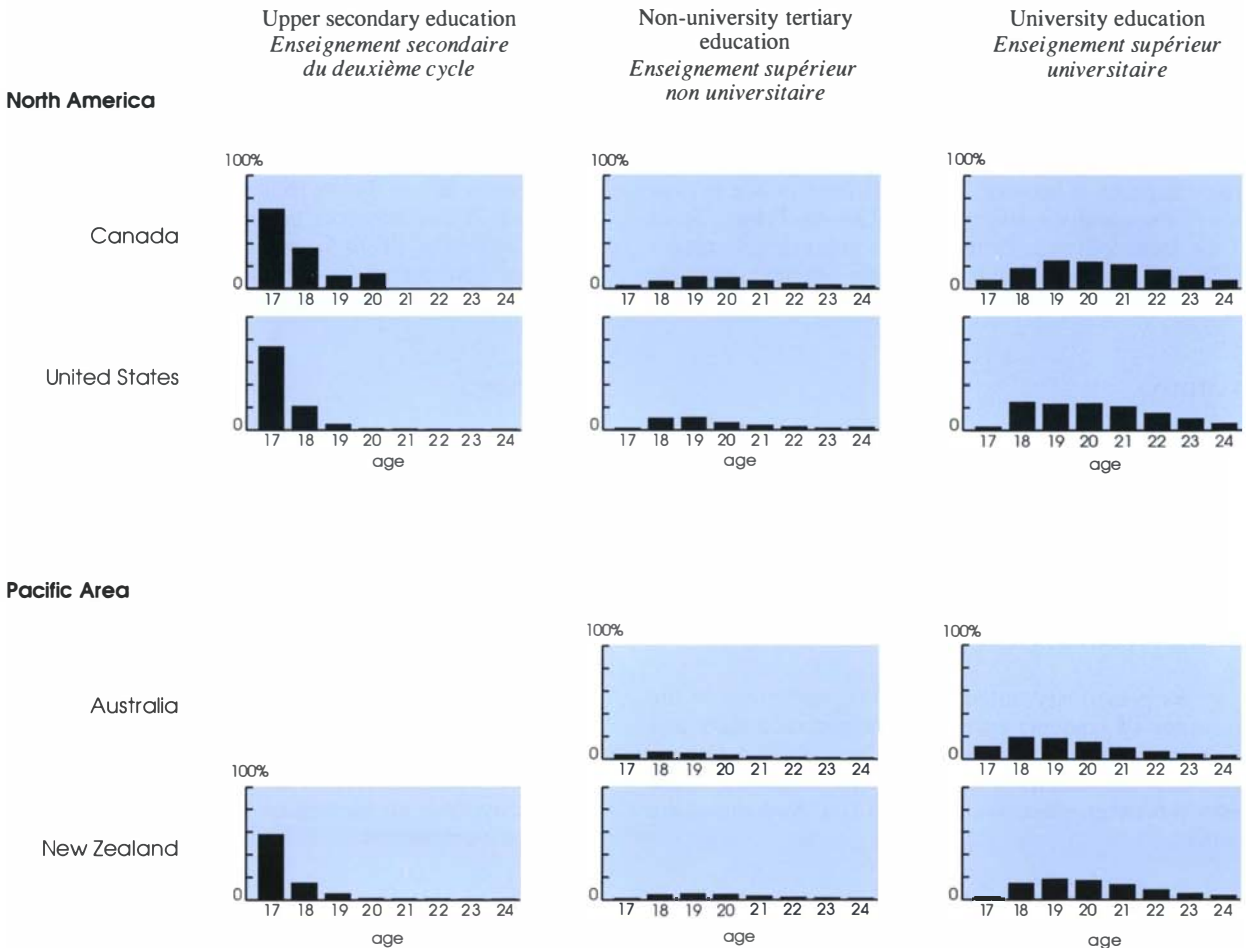 Upper secondary education
Enseignement secondaire
du deuxième cycle
Non-university tertiary
education
Enseignement supérieur
non universitaire
University education
Enseignement supérieur
universitaire
North America
100%
100%
100%
Canada
0
0
0
17 18 19 20 21 22 23 24
17 18 19 20 21 22 23 24
17 18 19 20 21 22 23 24
United States
0
0
0
17 18 19 20 21 22 23 24
17 18 19 20 21 22 23 24
17 18 19 20 21 22 23 24
age
age
age
Pacific Area
100%
100%
Australia
0
0
17 18 19 20 21 22 23 24
17 18 19 20 21 22 23 24
100%
New Zealand
0
0
0
17 18 19 20 21 22 23 24
17 18 19 20 21 22 23 24
17 18 19 20 21 22 23 24
age
age
age